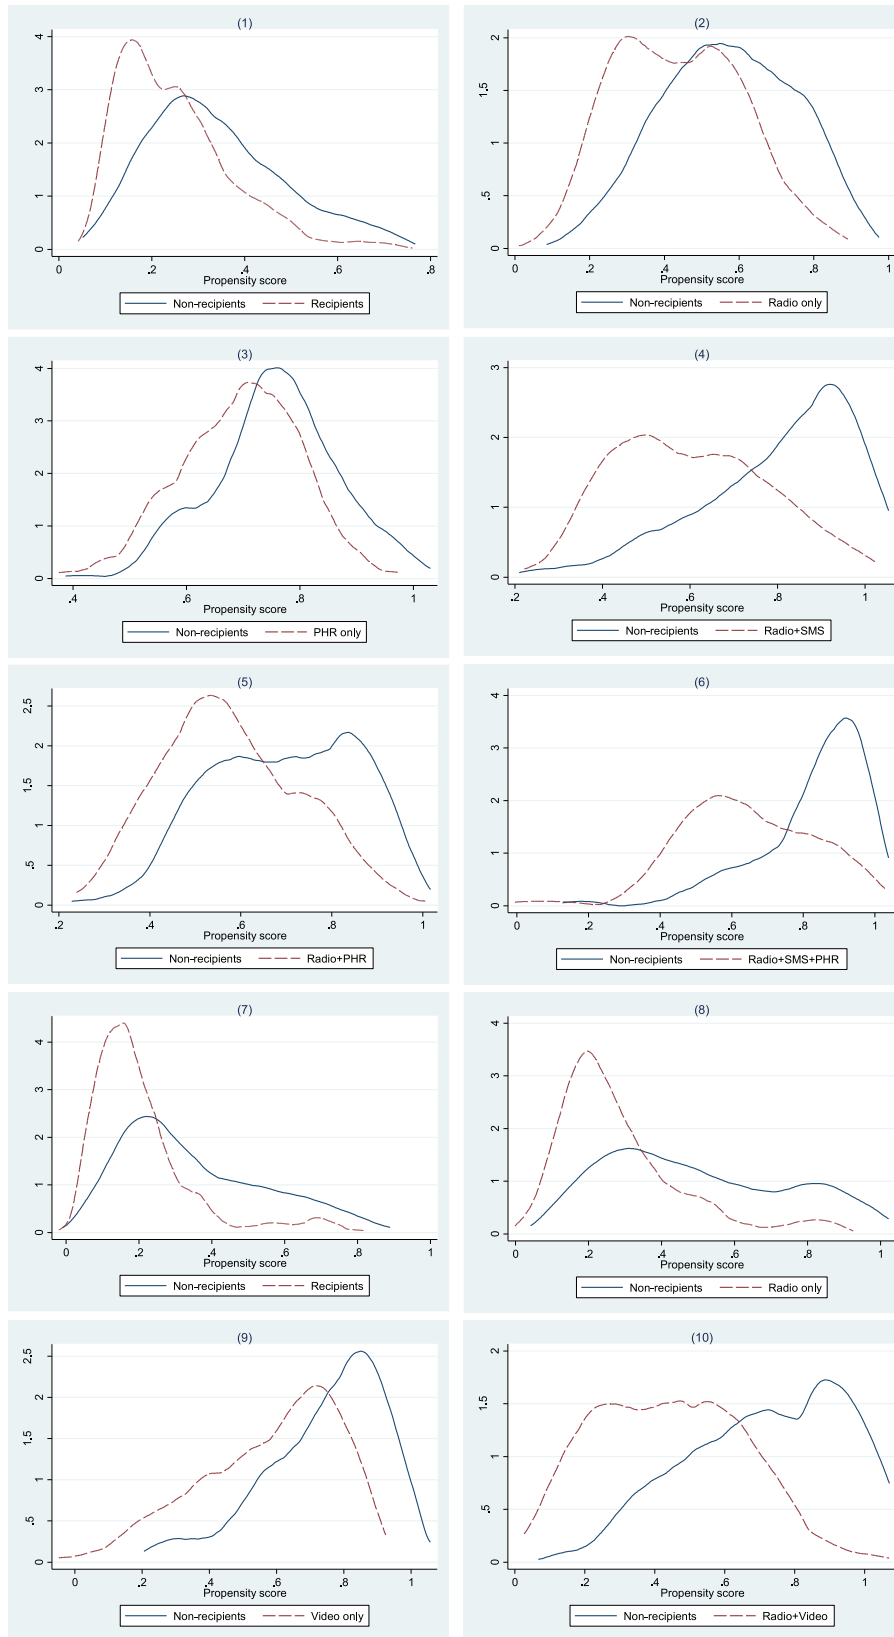 (1)
4
3
2
1
0
0 .2 .4 .6 .8
Propensity score
Non-recipients Recipients
(2)
2
1.5
1
.5
0
0 .2 .4 .6 .8 1
Propensity score
Non-recipients Radio only
(3)
4
3
2
1
0
.4 .6 .8 1
Propensity score
Non-recipients PHR only
(4)
3
2
1
0
.2 .4 .6 .8 1
Propensity score
Non-recipients Radio+SMS
(5)
2.5
2
1.5
1
.5
0
.2 .4 .6 .8 1
Propensity score
Non-recipients Radio+PHR
(6)
4
3
2
1
0
0 .2 .4 .6 .8 1
Propensity score
Non-recipients Radio+SMS+PHR
(7)
4
3
2
1
0
0 .2 .4 .6 .8 1
Propensity score
Non-recipients Recipients
(8)
4
3
2
1
0
0 .2 .4 .6 .8 1
Propensity score
Non-recipients Radio only
(9)
2.5
2
1.5
1
.5
0
0 .2 .4 .6 .8 1
Propensity score
Non-recipients Video only
(10)
2
1.5
1
.5
0
0 .2 .4 .6 .8 1
Propensity score
Non-recipients Radio+Video